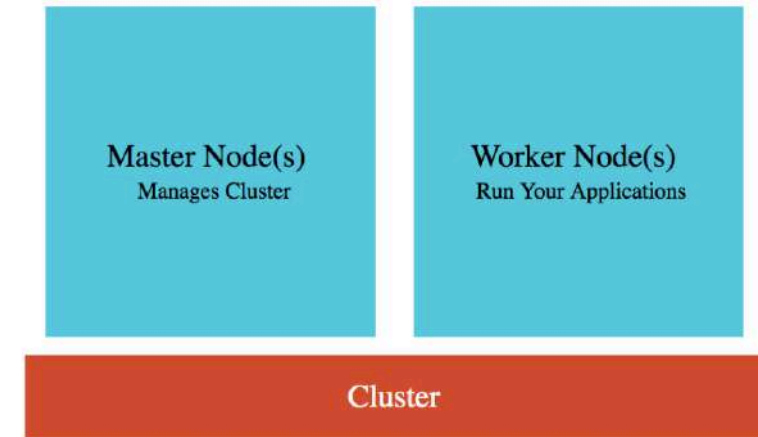 Master Node(s)
Manages Cluster
Worker Node(s)
Run Your Applications
Cluster